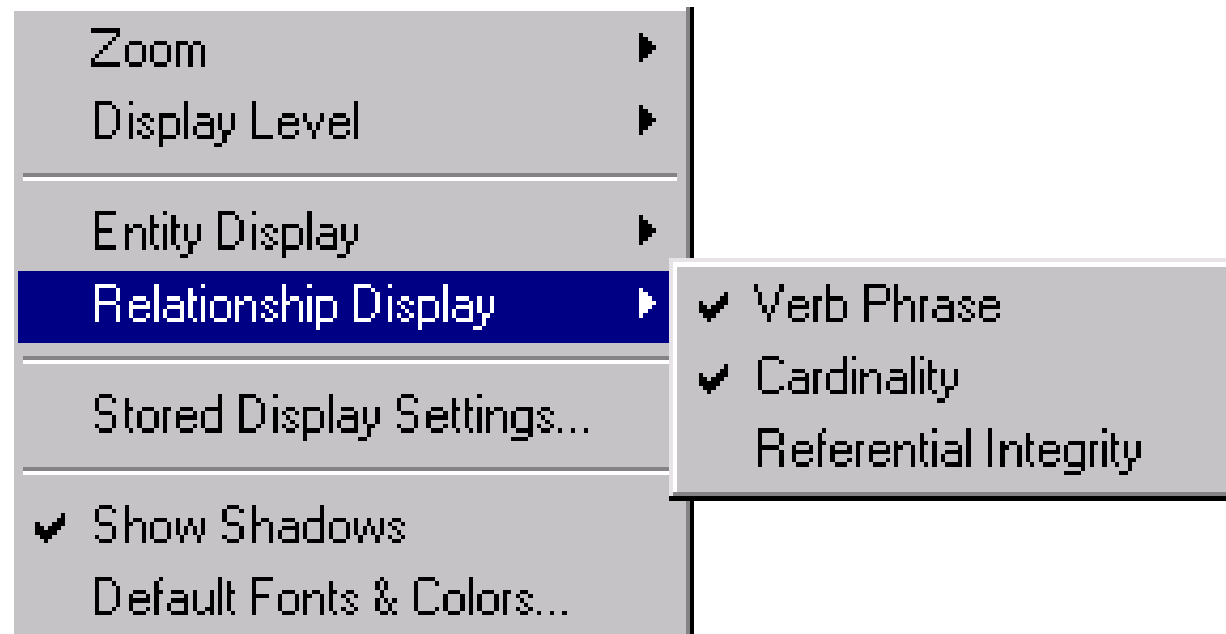 Zoom
Display Level
Entity Display
Relationship Display
Verb Phrase
Cardinality
Referential Integrity
Stored Display Settings...
Show Shadows
Default Fonts & Colors...